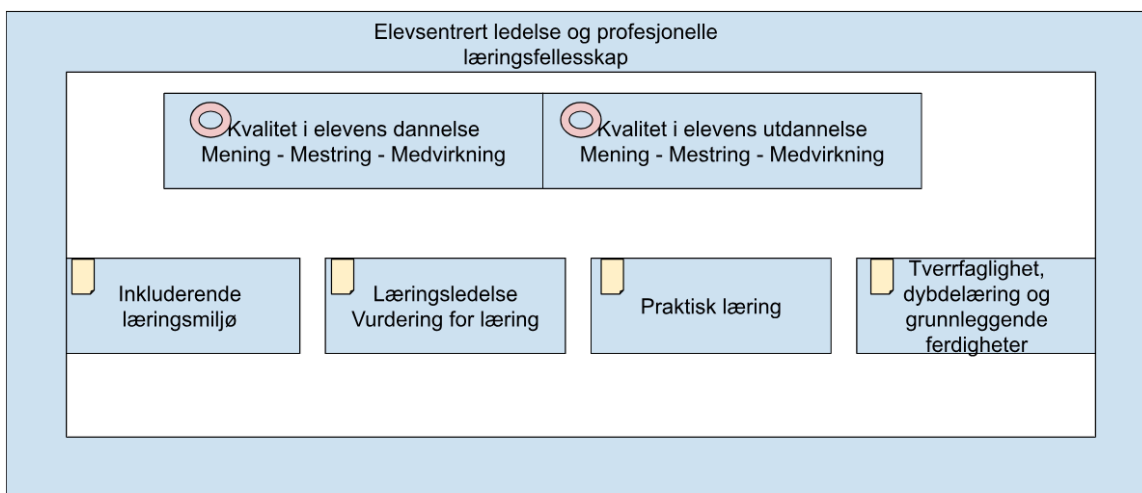 Elevsentrert ledelse og profesjonelle
læringsfellesskap
Kvalitet i elevens dannelse
Mening - Mestring - Medvirkning
Kvalitet i elevens utdannelse
Mening - Mestring - Medvirkning
Inkluderende
læringsmiljø
Læringsledelse
Vurdering for læring
Praktisk læring
Tverrfaglighet,
dybdelæring og
grunnleggende
ferdigheter